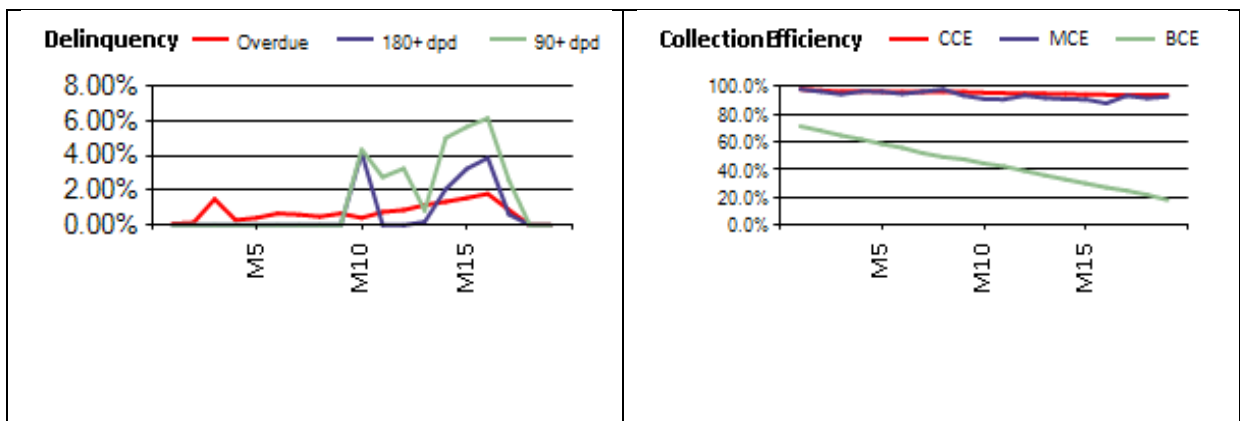 Delinquency Overdue 180+ dpd 90+ dpd
8.00%
6.00%
4.00%
2.00%
0.00%
M5
M10
M15
CollectionEfficiency CCE MCE BCE
100.0%
80.0%
60.0%
40.0%
20.0%
0.0%
M5
M10
M15